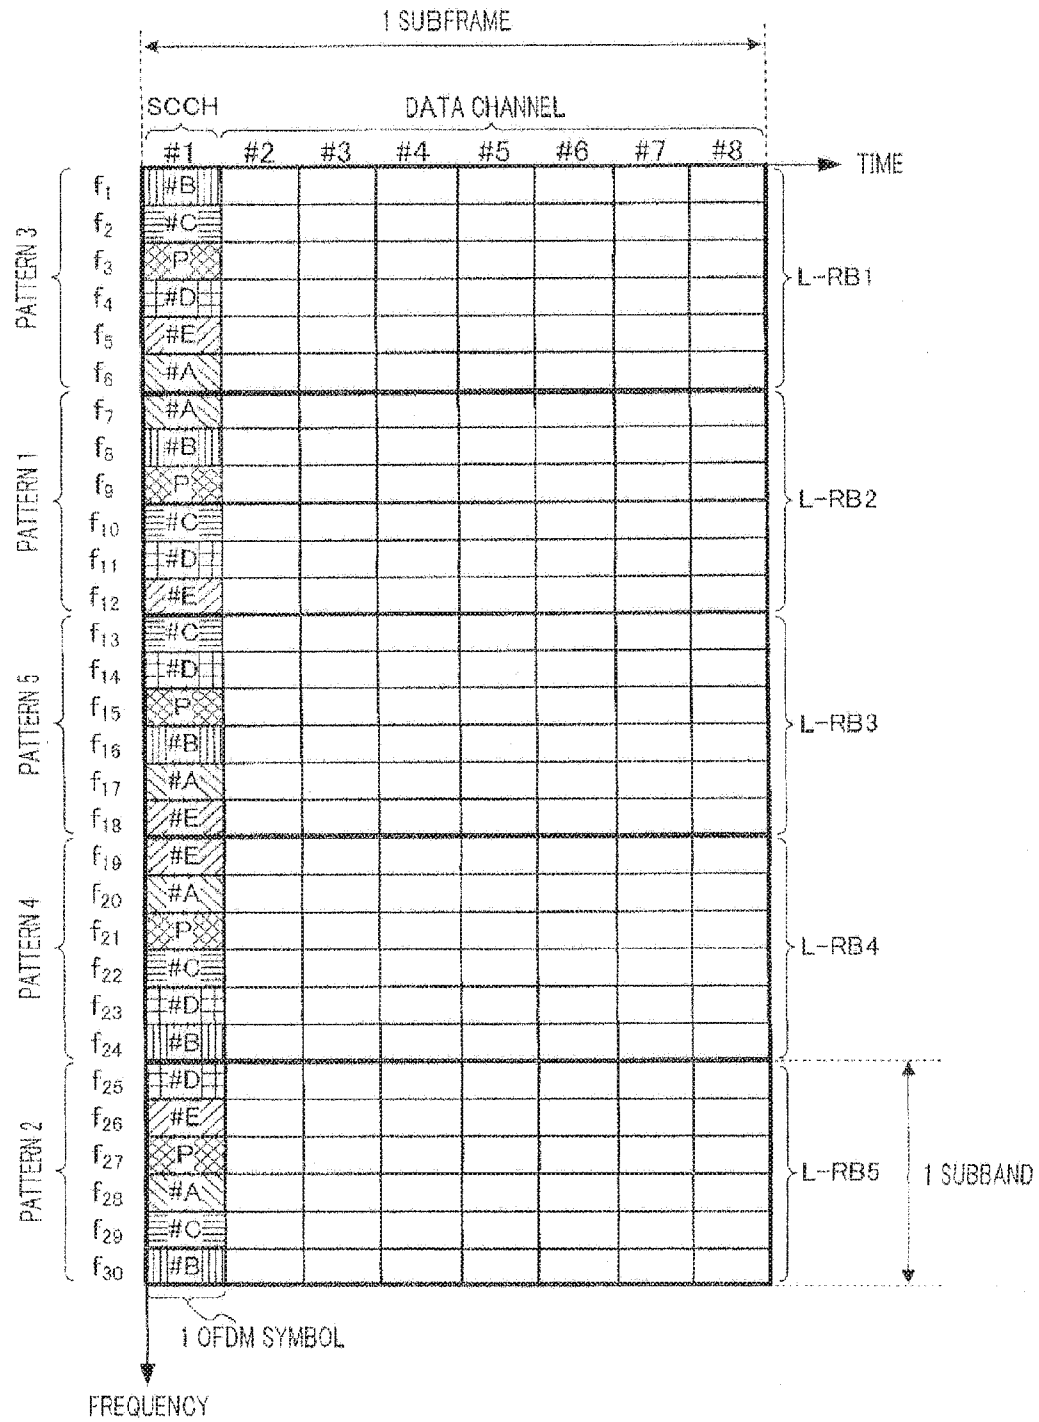 1 SUBFRAME
SCCH DATA CHANNEL
#1 #2 #3 #4 #5 #6 #7 #8 TIME
PATTERN 3
f1 #B
f2 #C
f3 P
f4 #D
f5 #E
f6 #A
L-RB1
PATTERN 1
f7 #A
f8 #B
f9 P
f10 #C
f11 #D
f12 #E
L-RB2
PATTERN 5
f13 #C
f14 #D
f15 P
f16 #B
f17 #A
f18 #E
L-RB3
PATTERN 4
f19 #E
f20 #A
f21 P
f22 #C
f23 #D
f24 #B
L-RB4
PATTERN 2
f25 #D
f26 #E
f27 P
f28 #A
f29 #C
f30 #B
L-RB5
1 SUBBAND
1 OFDM SYMBOL
FREQUENCY